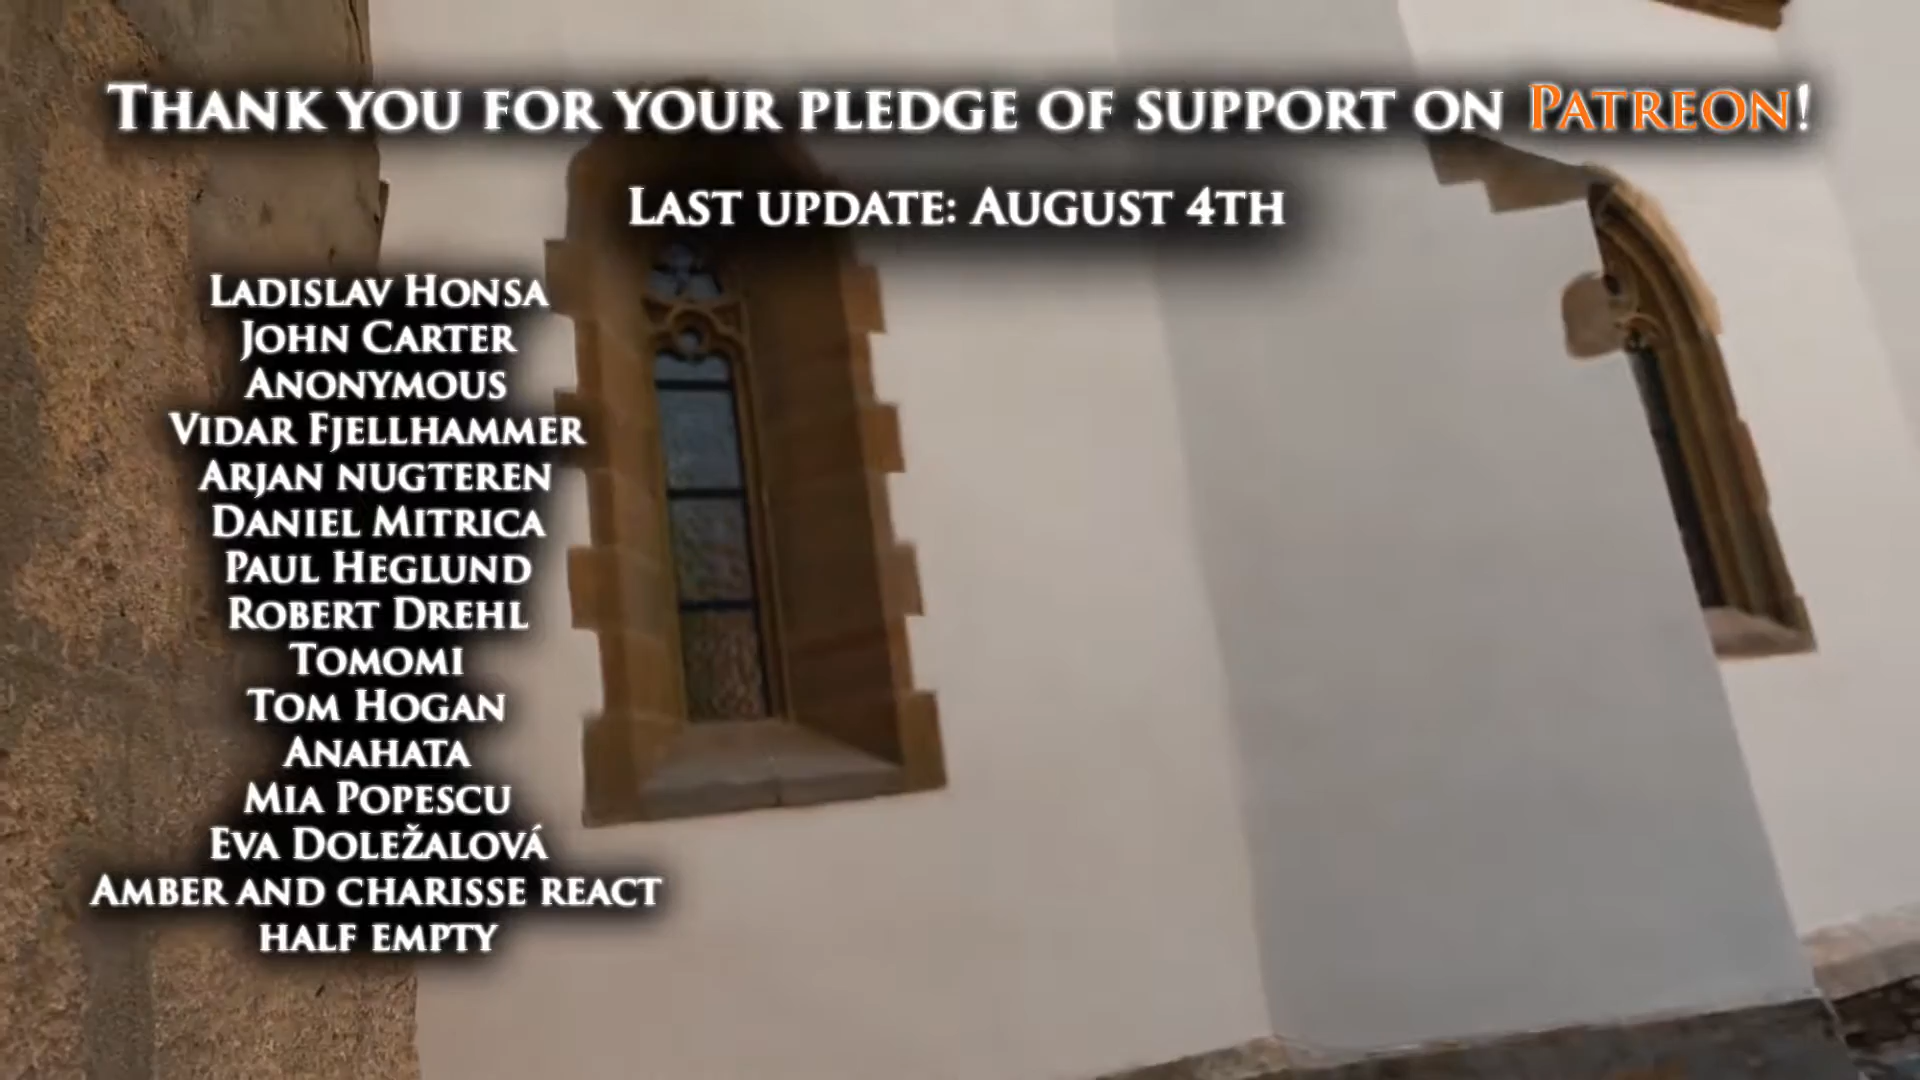 Thank you for your pledge of support on Patreon!
Last update: August 4th
Ladislav Honsa
John Carter
Anonymous
Vidar Fjellhammer
Arjan nugteren
Daniel Mitrica
Paul Heglund
Robert Drehl
Tomomi
Tom Hogan
Anahata
Mia Popescu
Eva Doležalová
Amber and charisse react
half empty